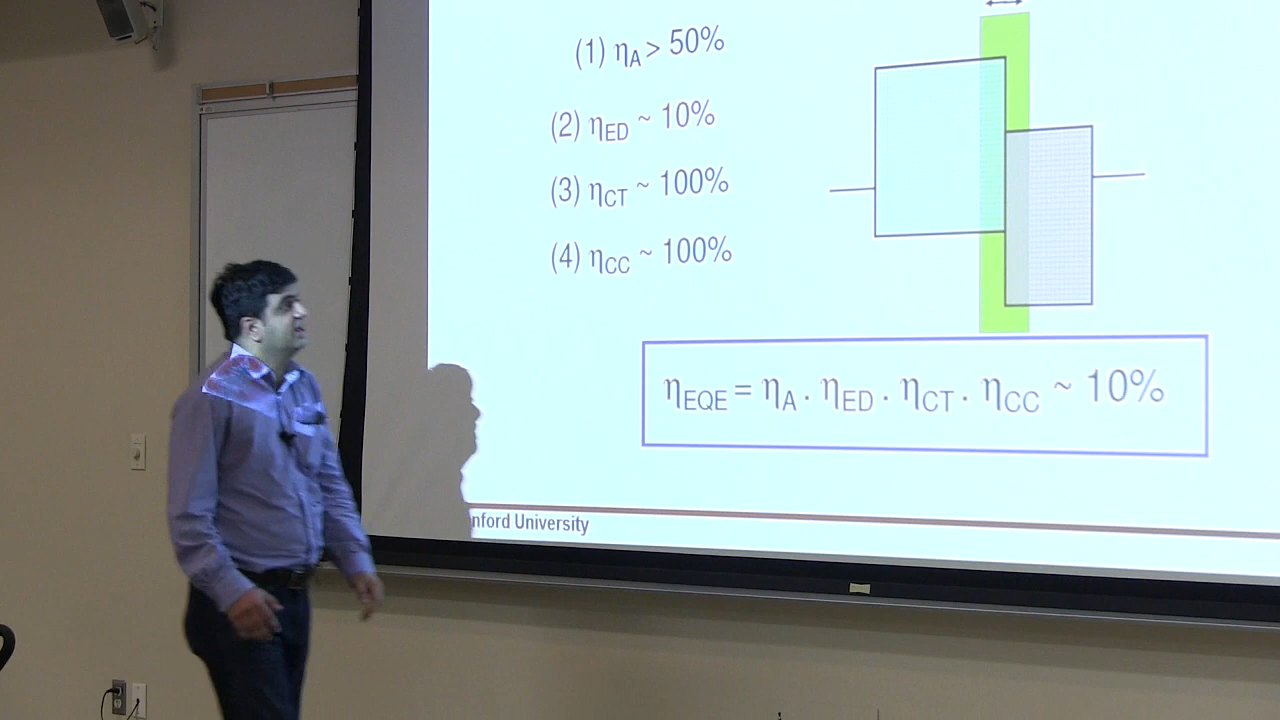 (1) ηA > 50%
(2) ηED ~ 10%
(3) ηCT ~ 100%
(4) ηCC ~ 100%
ηEQE = ηA . ηED . ηCT . ηCC ~ 10%
nford University